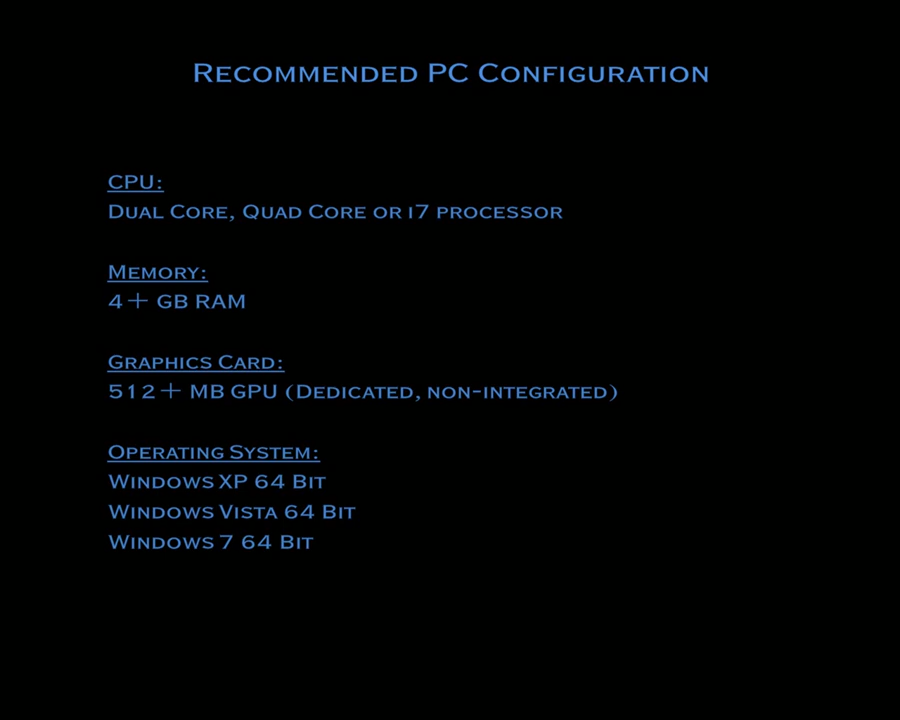 Recommended PC Configuration
CPU:
Dual Core, Quad Core or i7 processor
Memory:
4+ GB RAM
Graphics Card:
512+ MB GPU (Dedicated, non-integrated)
Operating System:
Windows XP 64 Bit
Windows Vista 64 Bit
Windows 7 64 Bit